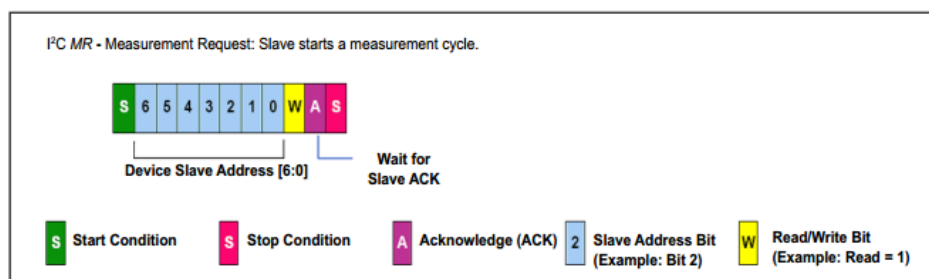 I²C MR - Measurement Request: Slave starts a measurement cycle.
S 6 5 4 3 2 1 0 W A S
Device Slave Address [6:0]
Wait for
Slave ACK
S Start Condition
S Stop Condition
A Acknowledge (ACK)
2 Slave Address Bit
(Example: Bit 2)
W Read/Write Bit
(Example: Read = 1)